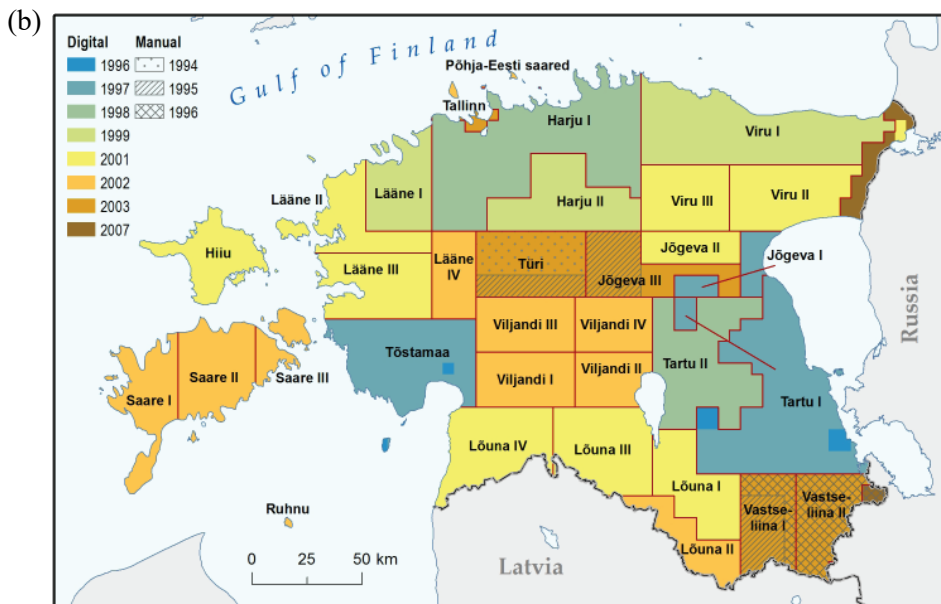 (b)
Digital Manual
1996 1994
1997 1995
1998 1996
1999
2001
2002
2003
2007
Gulf of Finland
Põhja-Eesti saared
Tallinn
Harju I
Viru I
Lääne II
Lääne I
Harju II
Viru III
Viru II
Hiiu
Lääne III
Lääne IV
Türi
Jõgeva II
Jõgeva I
Jõgeva III
Russia
Saare I
Saare II
Saare III
Tõstamaa
Viljandi III
Viljandi IV
Viljandi I
Viljandi II
Tartu II
Tartu I
Lõuna IV
Lõuna III
Lõuna I
Vastse-
liina I
Vastse-
liina II
Ruhnu
Lõuna II
0 25 50 km
Latvia